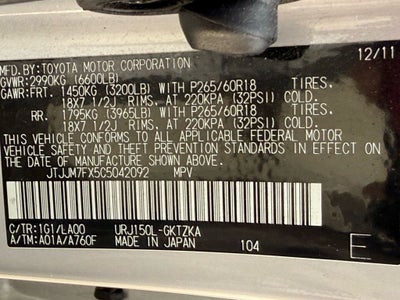 MFD.BY:TOYOTA MOTOR CORPORATION 12/11
GVWR:2990KG (6600LB)
GAWR:FRT. 1450KG (3200LB) WITH P265/60R18 TIRES,
18X7 1/2J RIMS, AT 220KPA (32PSI) COLD.
RR. 1795KG (3965LB) WITH P265/60R18 TIRES,
18X7 1/2J RIMS, AT 220KPA (32PSI) COLD.
THIS VEHICLE CONFORMS TO ALL APPLICABLE FEDERAL MOTOR
VEHICLE SAFETY AND THEFT PREVENTION STANDARDS IN EFFECT
ON THE DATE OF MANUFACTURE SHOWN ABOVE.
JTJJM7FX5C5042092 MPV
C/TR:1G1/LA00 URJ150L-GKTZKA
A/TM:A01A/A760F MADE IN JAPAN 104 E